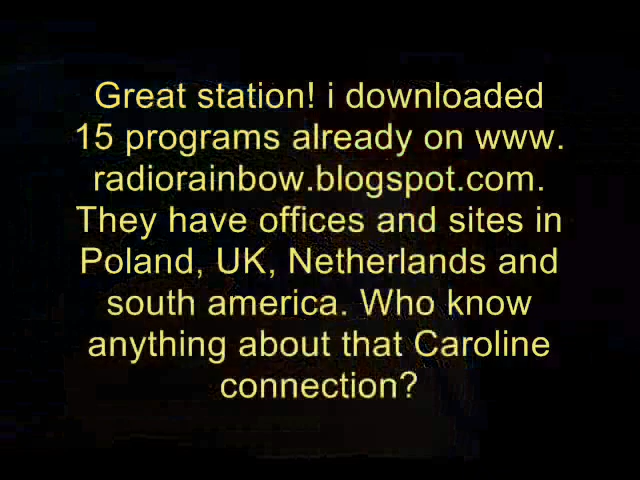 Great station! i downloaded
15 programs already on www.
radiorainbow.blogspot.com.
They have offices and sites in
Poland, UK, Netherlands and
south america. Who know
anything about that Caroline
connection?